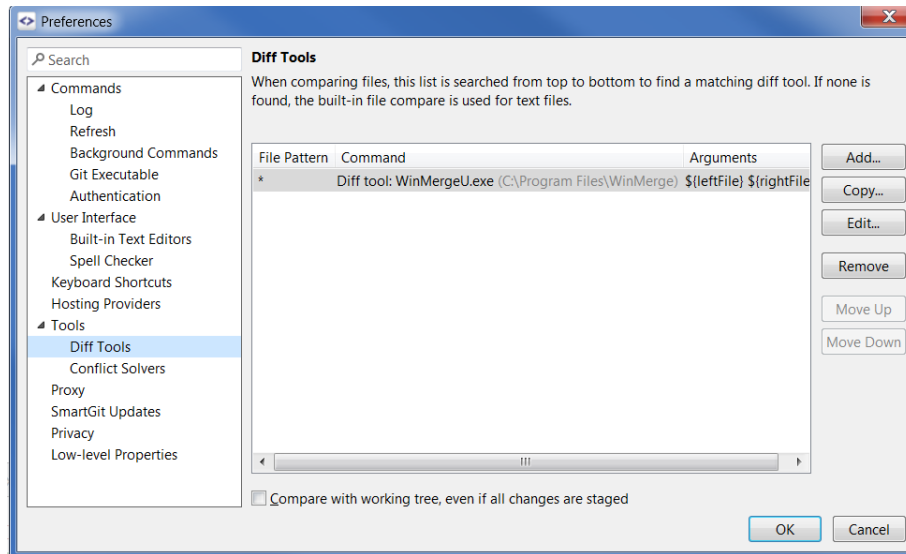 Preferences
Search
Commands
Log
Refresh
Background Commands
Git Executable
Authentication
User Interface
Built-in Text Editors
Spell Checker
Keyboard Shortcuts
Hosting Providers
Tools
Diff Tools
Conflict Solvers
Proxy
SmartGit Updates
Privacy
Low-level Properties
Diff Tools
When comparing files, this list is searched from top to bottom to find a matching diff tool. If none is
found, the built-in file compare is used for text files.
File Pattern Command Arguments
* Diff tool: WinMergeU.exe (C:\Program Files\WinMerge) ${leftFile} ${rightFile
Add...
Copy...
Edit...
Remove
Move Up
Move Down
Compare with working tree, even if all changes are staged
OK
Cancel